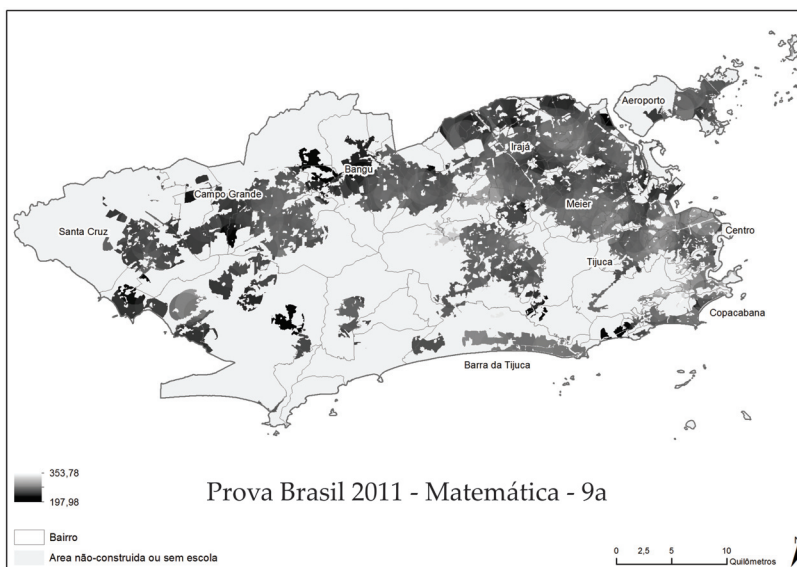 Aeroporto
Irajá
Bangú
Campo Grande
Meier
Santa Cruz
Centro
Tijuca
Copacabana
Barra da Tijuca
353,78
197,98
Prova Brasil 2011 - Matemática - 9a
Bairro
Area não-construida ou sem escola
N
0 2,5 5 10
Quilômetros